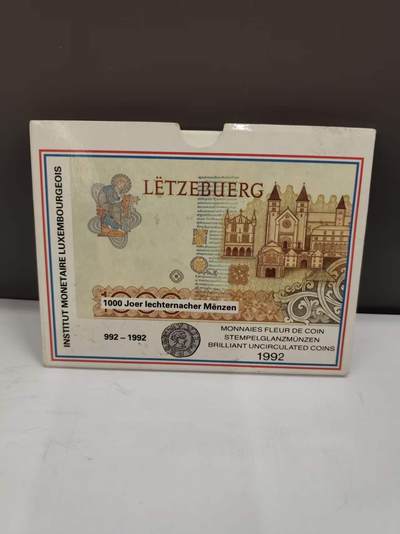 INSTITUT MONETAIRE LUXEMBOURGEOIS
LËTZEBUERG
1000 Joer Iechternacher Mënzen
992 – 1992
MONNAIES FLEUR DE COIN
STEMPELGLANZMÜNZEN
BRILLIANT UNCIRCULATED COINS
1992